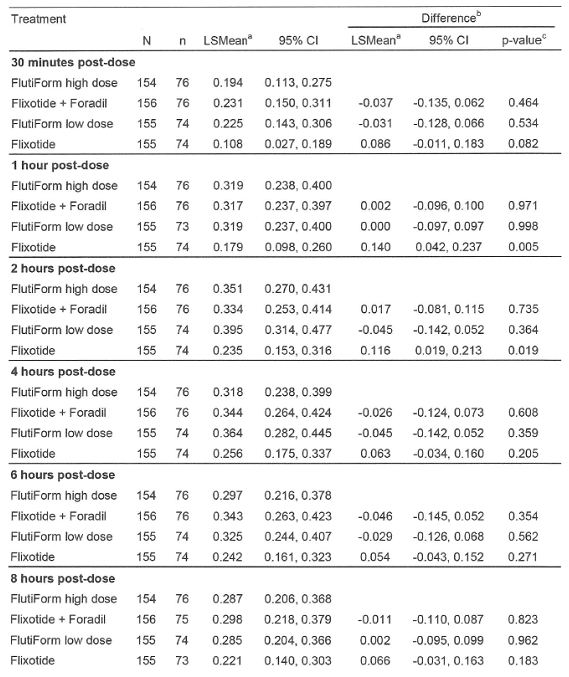 Treatment Difference^b
N n LSMean^a 95% CI LSMean^a 95% CI p-value^c
30 minutes post-dose
FlutiForm high dose 154 76 0.194 0.113, 0.275
Flixotide + Foradil 156 76 0.231 0.150, 0.311 -0.037 -0.135, 0.062 0.464
FlutiForm low dose 155 74 0.225 0.143, 0.306 -0.031 -0.128, 0.066 0.534
Flixotide 155 74 0.108 0.027, 0.189 0.086 -0.011, 0.183 0.082
1 hour post-dose
FlutiForm high dose 154 76 0.319 0.238, 0.400
Flixotide + Foradil 156 76 0.317 0.237, 0.397 0.002 -0.096, 0.100 0.971
FlutiForm low dose 155 73 0.319 0.237, 0.400 0.000 -0.097, 0.097 0.998
Flixotide 155 74 0.179 0.098, 0.260 0.140 0.042, 0.237 0.005
2 hours post-dose
FlutiForm high dose 154 76 0.351 0.270, 0.431
Flixotide + Foradil 156 76 0.334 0.253, 0.414 0.017 -0.081, 0.115 0.735
FlutiForm low dose 155 74 0.395 0.314, 0.477 -0.045 -0.142, 0.052 0.364
Flixotide 155 74 0.235 0.153, 0.316 0.116 0.019, 0.213 0.019
4 hours post-dose
FlutiForm high dose 154 76 0.318 0.238, 0.399
Flixotide + Foradil 156 76 0.344 0.264, 0.424 -0.026 -0.124, 0.073 0.608
FlutiForm low dose 155 74 0.364 0.282, 0.445 -0.045 -0.142, 0.052 0.359
Flixotide 155 74 0.256 0.175, 0.337 0.063 -0.034, 0.160 0.205
6 hours post-dose
FlutiForm high dose 154 76 0.297 0.216, 0.378
Flixotide + Foradil 156 76 0.343 0.263, 0.423 -0.046 -0.145, 0.052 0.354
FlutiForm low dose 155 74 0.325 0.244, 0.407 -0.029 -0.126, 0.068 0.562
Flixotide 155 74 0.242 0.161, 0.323 0.054 -0.043, 0.152 0.271
8 hours post-dose
FlutiForm high dose 154 76 0.287 0.206, 0.368
Flixotide + Foradil 156 75 0.298 0.218, 0.379 -0.011 -0.110, 0.087 0.823
FlutiForm low dose 155 74 0.285 0.204, 0.366 0.002 -0.095, 0.099 0.962
Flixotide 155 73 0.221 0.140, 0.303 0.066 -0.031, 0.163 0.183